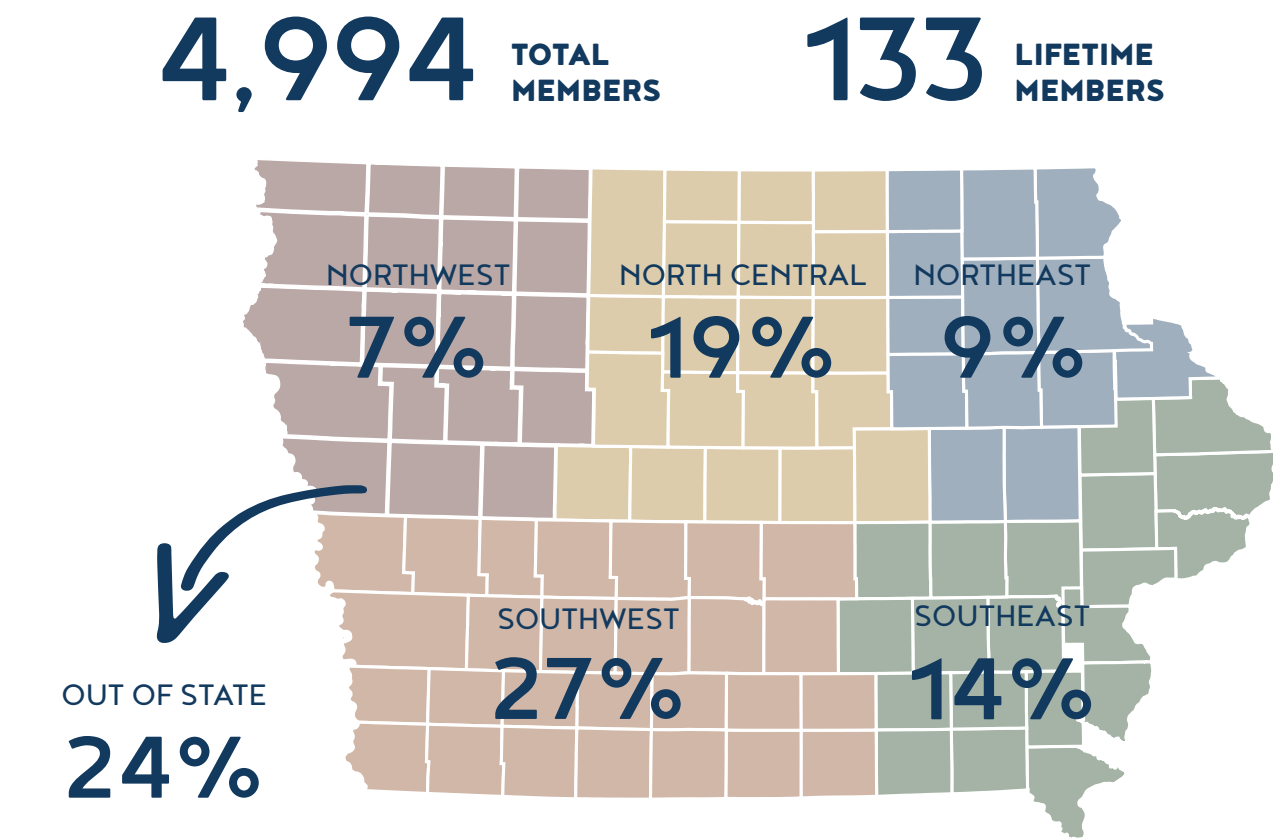 4,994 TOTAL MEMBERS
133 LIFETIME MEMBERS
NORTHWEST
7%
NORTH CENTRAL
19%
NORTHEAST
9%
SOUTHWEST
27%
SOUTHEAST
14%
OUT OF STATE
24%